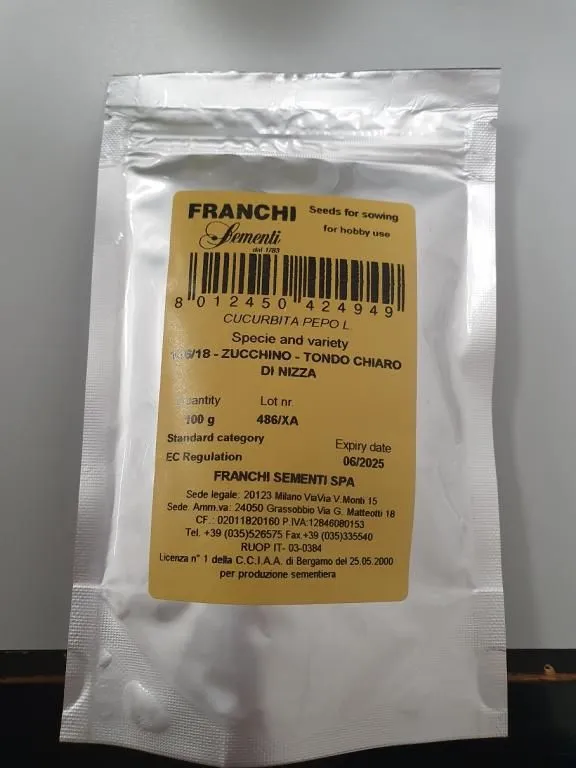 FRANCHI Seeds for sowing
Sementi for hobby use
dal 1783
8 012450 424949
CUCURBITA PEPO L.
Specie and variety
/18 - ZUCCHINO - TONDO CHIARO
DI NIZZA
Quantity Lot nr.
100 g 486/XA
Standard category
Expiry date
EC Regulation
06/2025
FRANCHI SEMENTI SPA
Sede legale: 20123 Milano ViaVia V.Monti 15
Sede. Amm.va: 24050 Grassobbio Via G. Matteotti 18
CF.: 02011820160 P.IVA:12846080153
Tel. +39 (035)526575 Fax.+39 (035)335540
RUOP IT- 03-0384
Licenza n° 1 della C.C.I.A.A. di Bergamo del 25.05.2000
per produzione sementiera